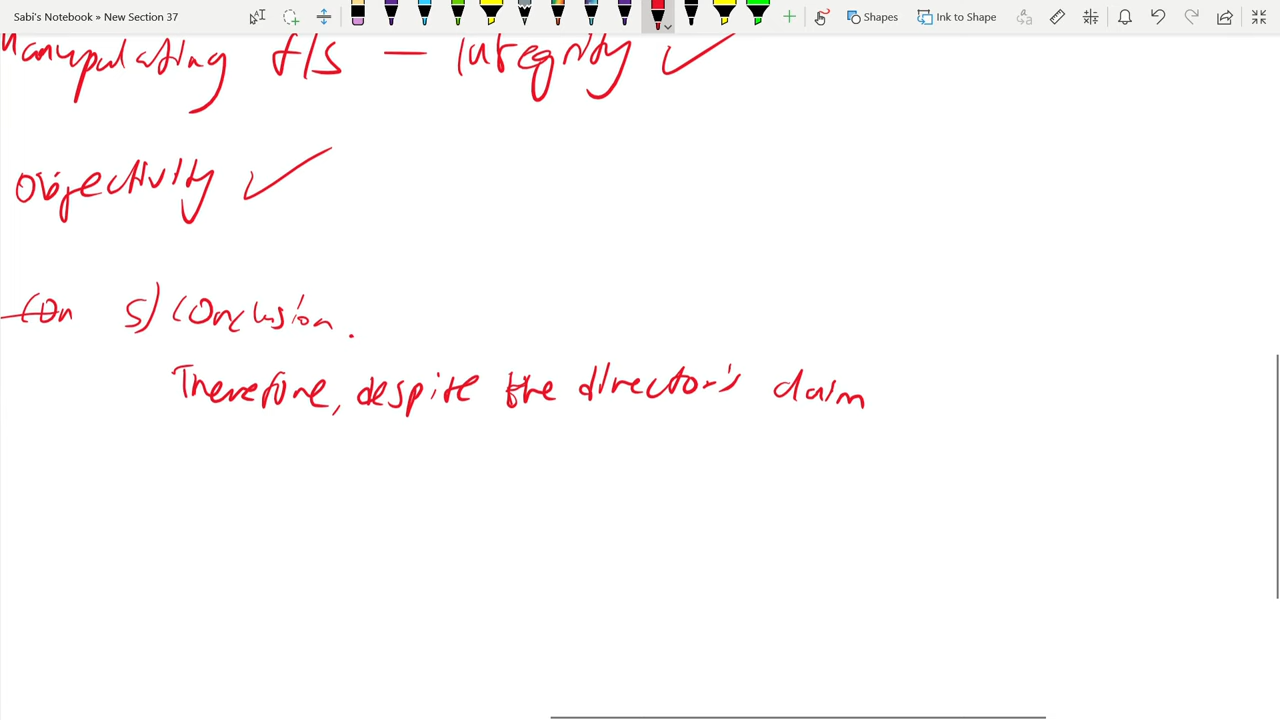 Sabi's Notebook » New Section 37
Shapes
Ink to Shape
Manupulating f/s — Integrity ✓
Objectivity ✓
Con 5) Conclusion.
Therefore, despite the director's claim